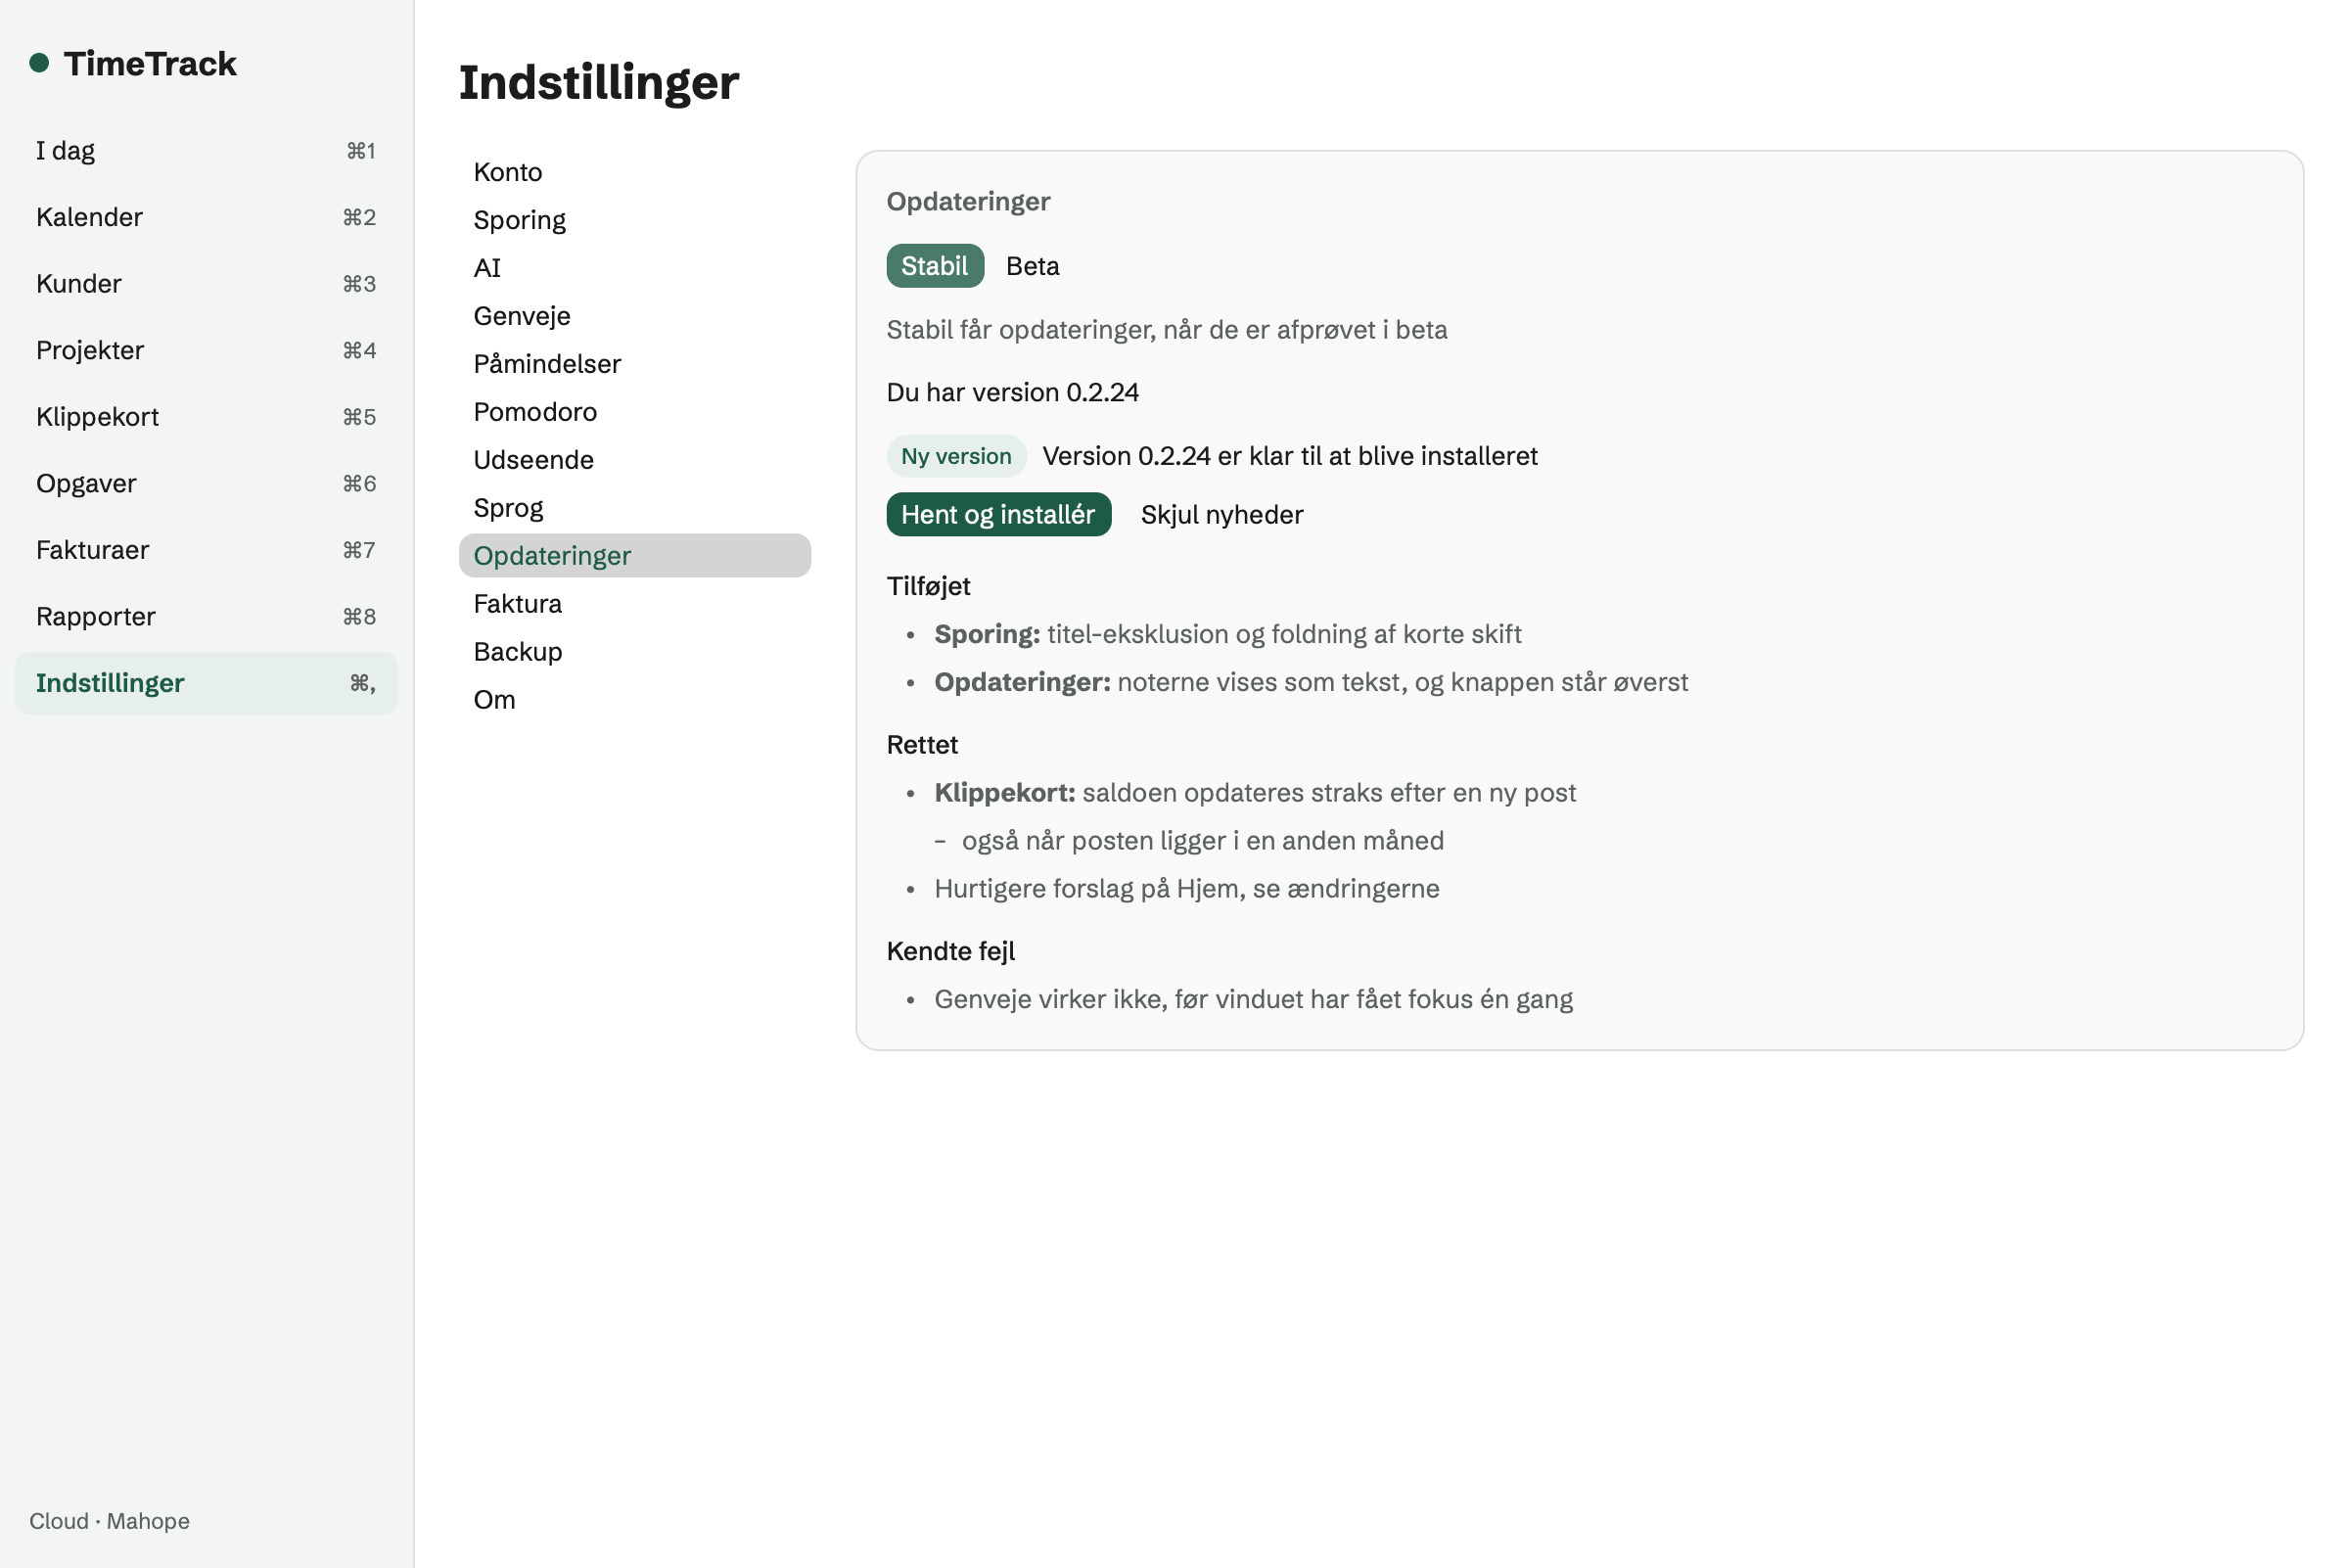 TimeTrack
I dag ⌘1
Kalender ⌘2
Kunder ⌘3
Projekter ⌘4
Klippekort ⌘5
Opgaver ⌘6
Fakturaer ⌘7
Rapporter ⌘8
Indstillinger ⌘,
Cloud · Mahope
Indstillinger
Konto
Sporing
AI
Genveje
Påmindelser
Pomodoro
Udseende
Sprog
Opdateringer
Faktura
Backup
Om
Opdateringer
Stabil Beta
Stabil får opdateringer, når de er afprøvet i beta
Du har version 0.2.24
Ny version Version 0.2.24 er klar til at blive installeret
Hent og installér Skjul nyheder
Tilføjet
• Sporing: titel-eksklusion og foldning af korte skift
• Opdateringer: noterne vises som tekst, og knappen står øverst
Rettet
• Klippekort: saldoen opdateres straks efter en ny post
– også når posten ligger i en anden måned
• Hurtigere forslag på Hjem, se ændringerne
Kendte fejl
• Genveje virker ikke, før vinduet har fået fokus én gang